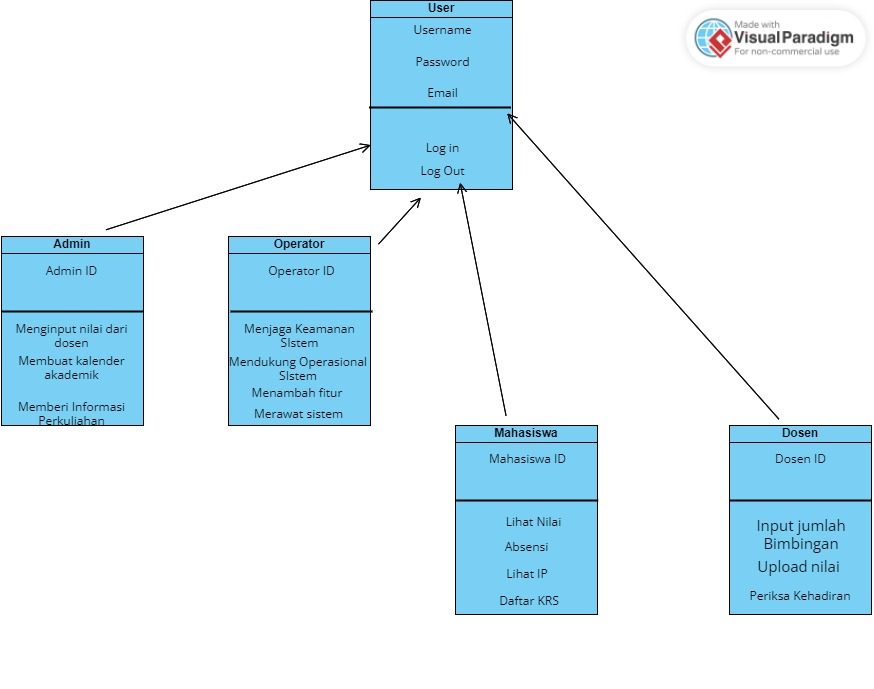 User
Username
Password
Email
Log in
Log Out
Made with
VisualParadigm
For non-commercial use
Admin
Admin ID
Menginput nilai dari
dosen
Membuat kalender
akademik
Memberi Informasi
Perkuliahan
Operator
Operator ID
Menjaga Keamanan
SIstem
Mendukung Operasional
SIstem
Menambah fitur
Merawat sistem
Mahasiswa
Mahasiswa ID
Lihat Nilai
Absensi
Lihat IP
Daftar KRS
Dosen
Dosen ID
Input jumlah
Bimbingan
Upload nilai
Periksa Kehadiran